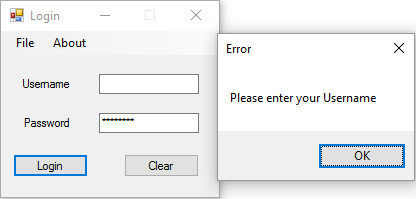 Login
File About
Username
Password ********
Login Clear
Error
Please enter your Username
OK